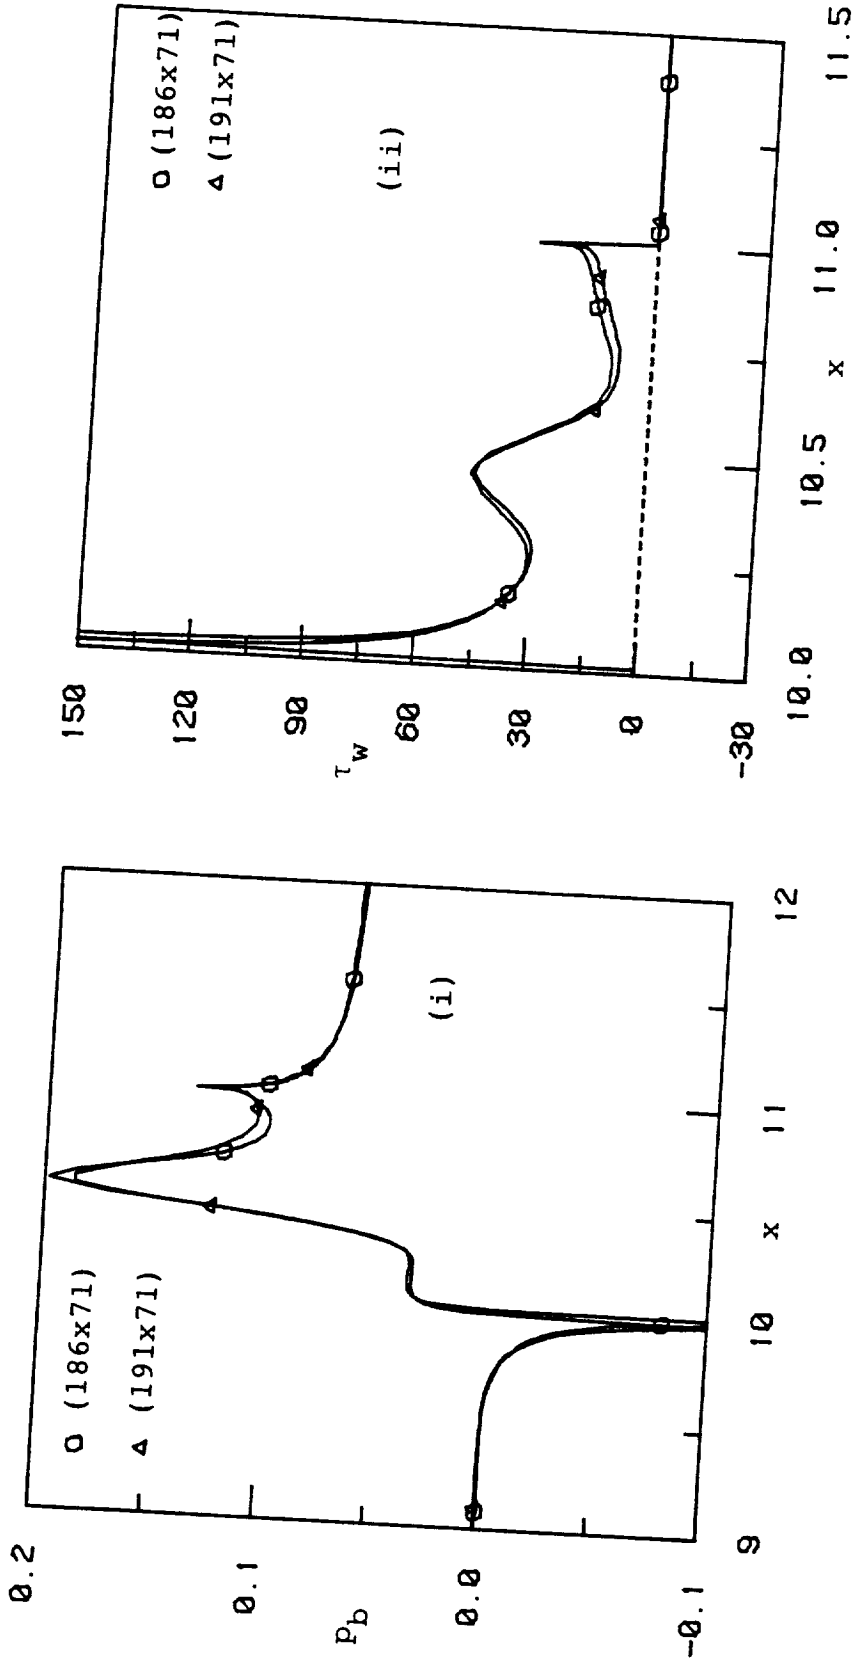 0.2
0.1
P_b
0.0
-0.1
□ (186x71)
△ (191x71)
(i)
9
10
x
11
12
150
120
90
τ_w
60
30
0
-30
□ (186x71)
△ (191x71)
(ii)
10.0
10.5
x
11.0
11.5